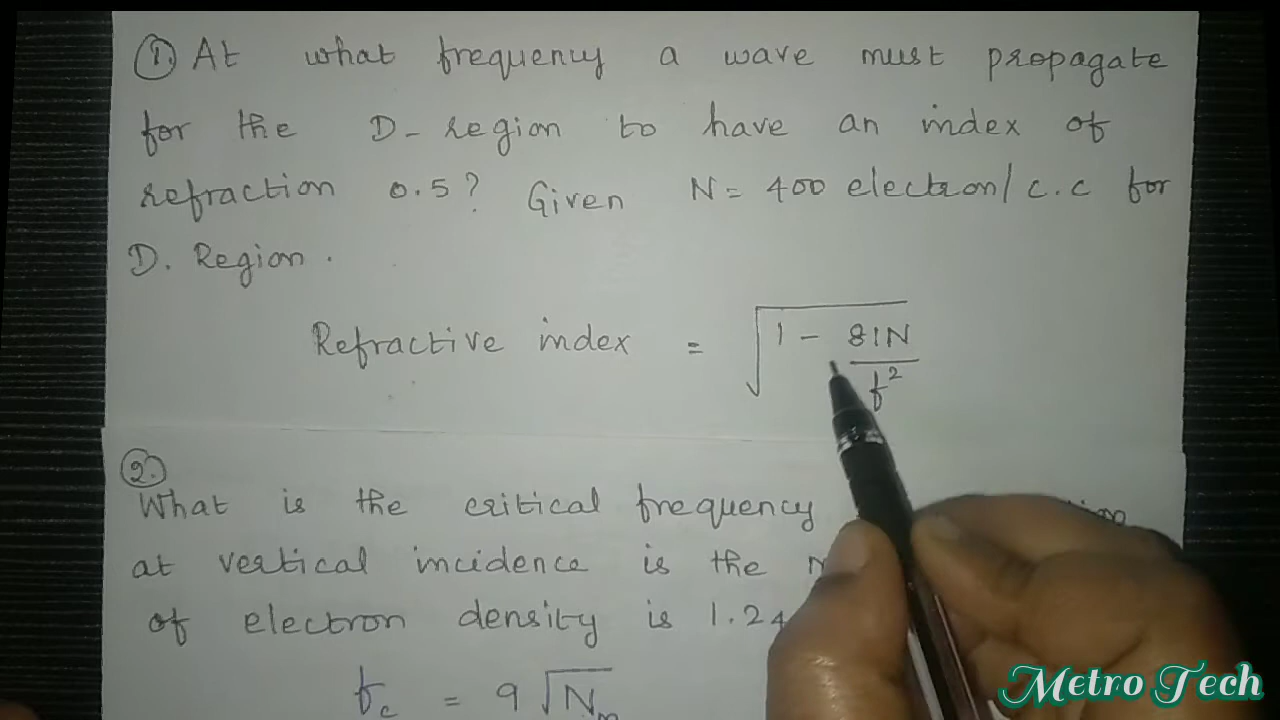 1. At what frequency a wave must propagate
for the D-region to have an index of
refraction 0.5? Given N = 400 electron/c.c for
D. Region.
Refractive index = √1 - 81N/f²
2.
What is the critical frequency
at vertical incidence is the
of electron density is 1.24
fc = 9 √Nm
Metro Tech